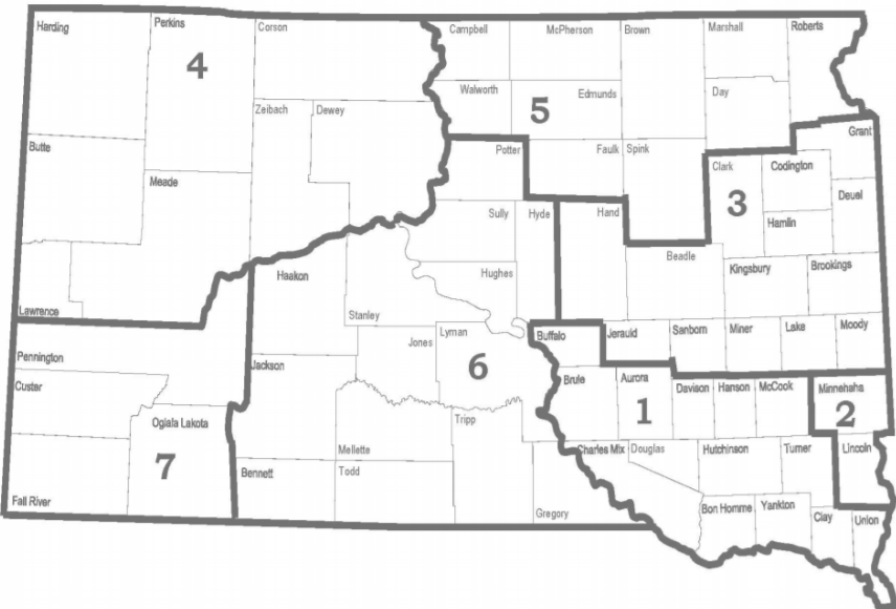 Harding
Perkins
Corson
Campbell
McPherson
Brown
Marshall
Roberts
4
Walworth
Edmunds
Day
5
Zeibach
Dewey
Grant
Butte
Potter
Faulk
Spink
Clark
Codington
Meade
3
Deuel
Sully
Hyde
Hand
Hamlin
Beadle
Haakon
Hughes
Kingsbury
Brookings
Lawrence
Stanley
Lyman
Buffalo
Jerauld
Sanborn
Miner
Lake
Moody
Jones
Pennington
Jackson
6
Brule
Aurora
Davison
Hanson
McCook
Minnehaha
Custer
1
2
Oglala Lakota
Tripp
Mellette
Charles Mix
Douglas
Hutchinson
Turner
Lincoln
7
Bennett
Todd
Fall River
Gregory
Bon Homme
Yankton
Clay
Union